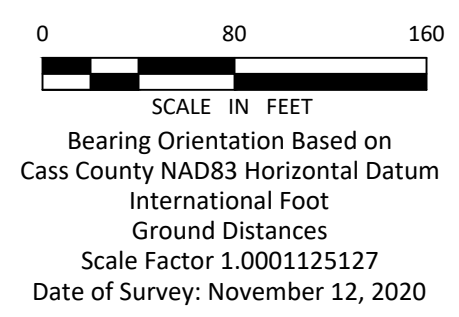 0 80 160
SCALE IN FEET
Bearing Orientation Based on
Cass County NAD83 Horizontal Datum
International Foot
Ground Distances
Scale Factor 1.0001125127
Date of Survey: November 12, 2020